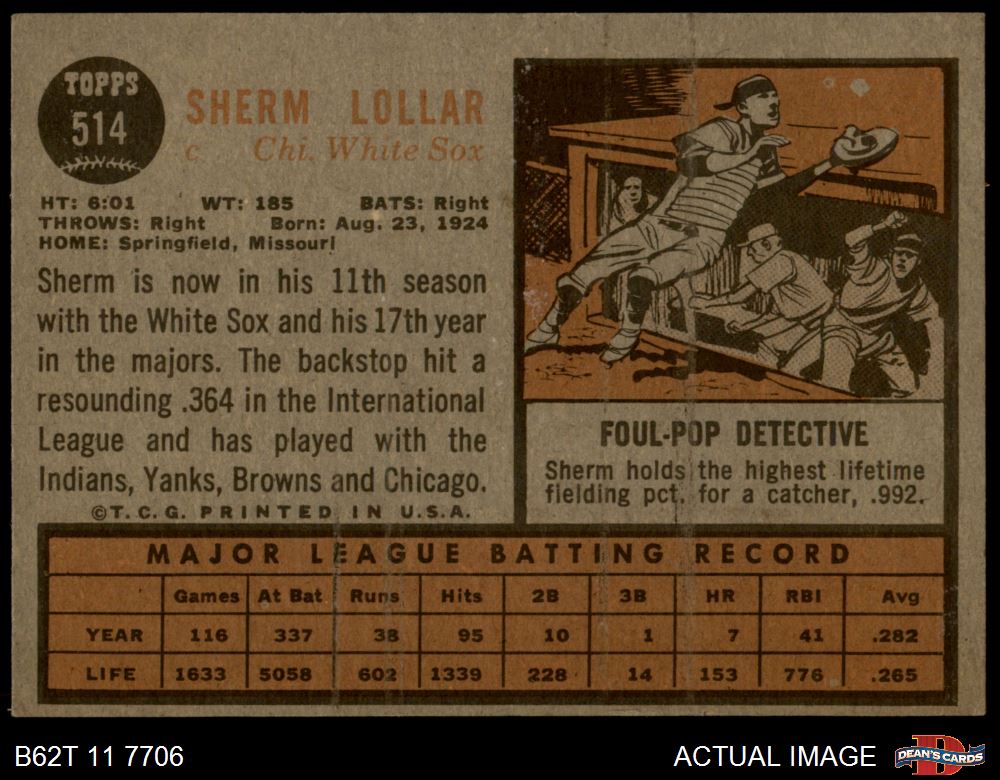 TOPPS
514
SHERM LOLLAR
c Chi. White Sox
HT: 6:01 WT: 185 BATS: Right
THROWS: Right Born: Aug. 23, 1924
HOME: Springfield, Missouri
Sherm is now in his 11th season
with the White Sox and his 17th year
in the majors. The backstop hit a
resounding .364 in the International
League and has played with the
Indians, Yanks, Browns and Chicago.
©T.C.G. PRINTED IN U.S.A.
FOUL-POP DETECTIVE
Sherm holds the highest lifetime
fielding pct. for a catcher, .992.
MAJOR LEAGUE BATTING RECORD
Games At Bat Runs Hits 2B 3B HR RBI Avg
YEAR 116 337 38 95 10 1 7 41 .282
LIFE 1633 5058 602 1339 228 14 153 776 .265
B62T 11 7706
ACTUAL IMAGE
D
DEAN'S CARDS